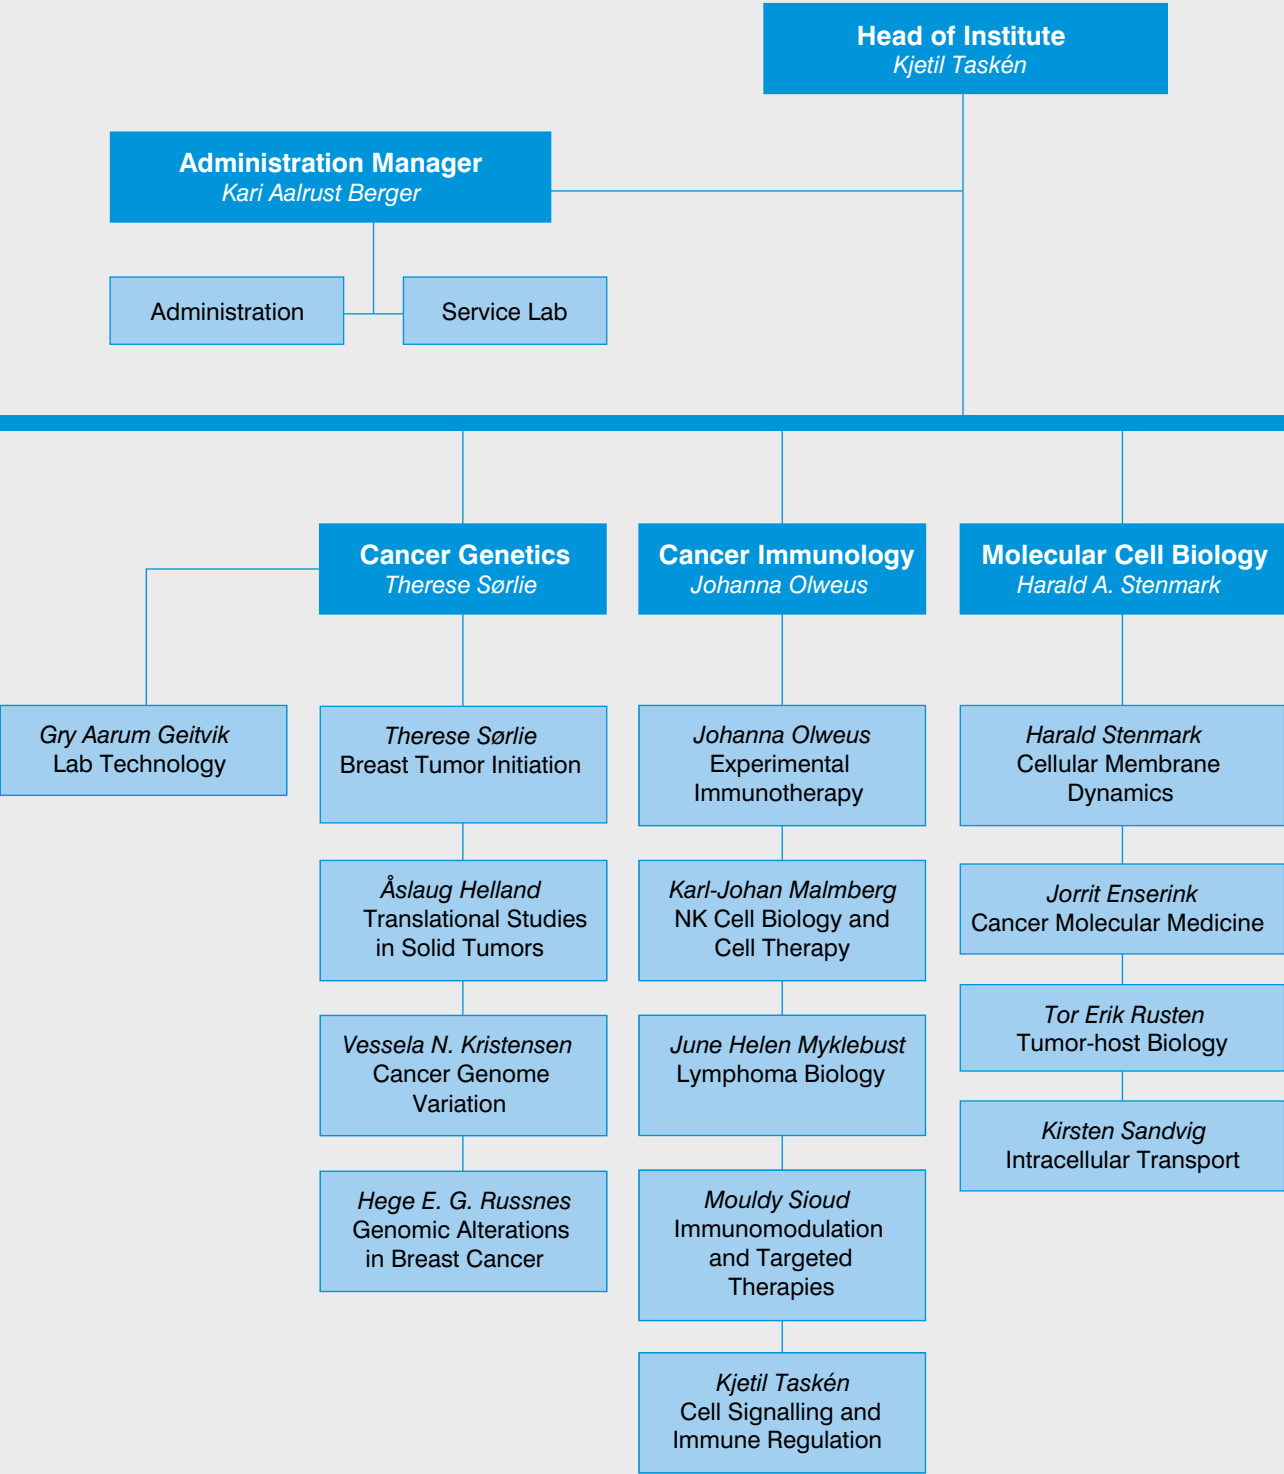 Head of Institute
Kjetil Taskén
Administration Manager
Kari Aalrust Berger
Administration
Service Lab
Cancer Genetics
Therese Sørlie
Cancer Immunology
Johanna Olweus
Molecular Cell Biology
Harald A. Stenmark
Gry Aarum Geitvik
Lab Technology
Therese Sørlie
Breast Tumor Initiation
Åslaug Helland
Translational Studies
in Solid Tumors
Vessela N. Kristensen
Cancer Genome
Variation
Hege E. G. Russnes
Genomic Alterations
in Breast Cancer
Johanna Olweus
Experimental
Immunotherapy
Karl-Johan Malmberg
NK Cell Biology and
Cell Therapy
June Helen Myklebust
Lymphoma Biology
Mouldy Sioud
Immunomodulation
and Targeted
Therapies
Kjetil Taskén
Cell Signalling and
Immune Regulation
Harald Stenmark
Cellular Membrane
Dynamics
Jorrit Enserink
Cancer Molecular Medicine
Tor Erik Rusten
Tumor-host Biology
Kirsten Sandvig
Intracellular Transport